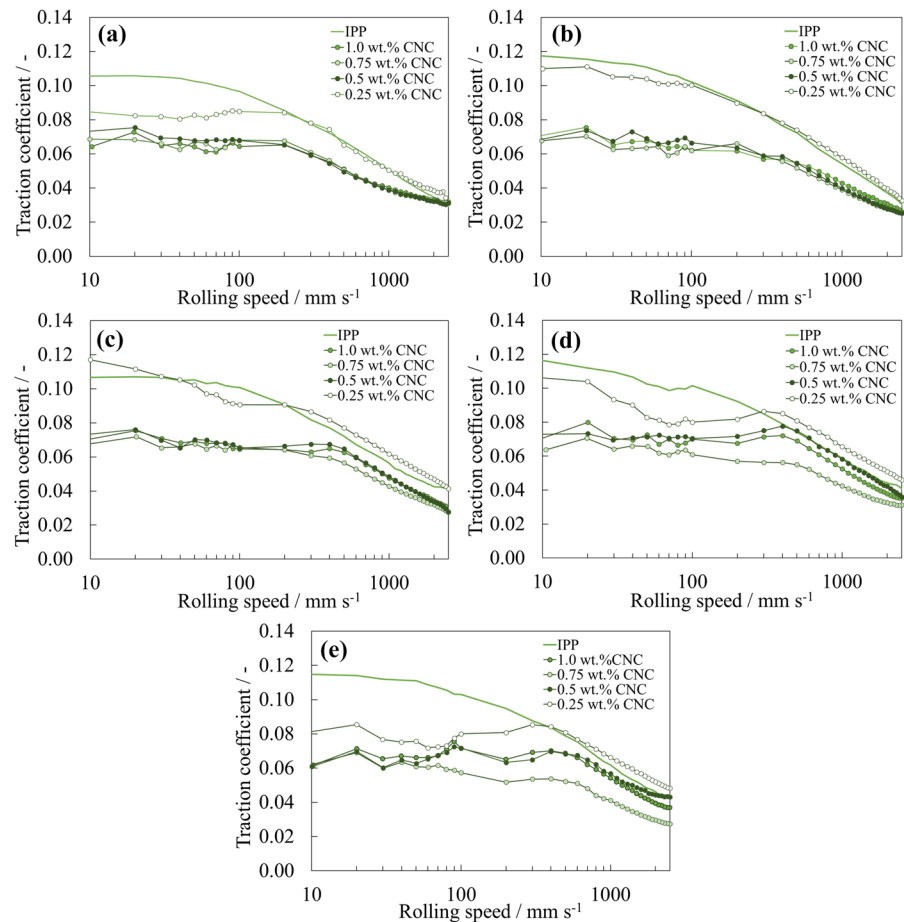 (a)
IPP
1.0 wt.% CNC
0.75 wt.% CNC
0.5 wt.% CNC
0.25 wt.% CNC
0.14
0.12
0.10
0.08
0.06
0.04
0.02
0.00
Traction coefficient / -
10 100 1000
Rolling speed / mm s-1
(b)
IPP
1.0 wt.% CNC
0.75 wt.% CNC
0.5 wt.% CNC
0.25 wt.% CNC
0.14
0.12
0.10
0.08
0.06
0.04
0.02
0.00
Traction coefficient / -
10 100 1000
Rolling speed / mm s-1
(c)
IPP
1.0 wt.% CNC
0.75 wt.% CNC
0.5 wt.% CNC
0.25 wt.% CNC
0.14
0.12
0.10
0.08
0.06
0.04
0.02
0.00
Traction coefficient / -
10 100 1000
Rolling speed / mm s-1
(d)
IPP
1.0 wt.% CNC
0.75 wt.% CNC
0.5 wt.% CNC
0.25 wt.% CNC
0.14
0.12
0.10
0.08
0.06
0.04
0.02
0.00
Traction coefficient / -
10 100 1000
Rolling speed / mm s-1
(e)
IPP
1.0 wt.%CNC
0.75 wt.% CNC
0.5 wt.% CNC
0.25 wt.% CNC
0.14
0.12
0.10
0.08
0.06
0.04
0.02
0.00
Traction coefficient / -
10 100 1000
Rolling speed / mm s-1